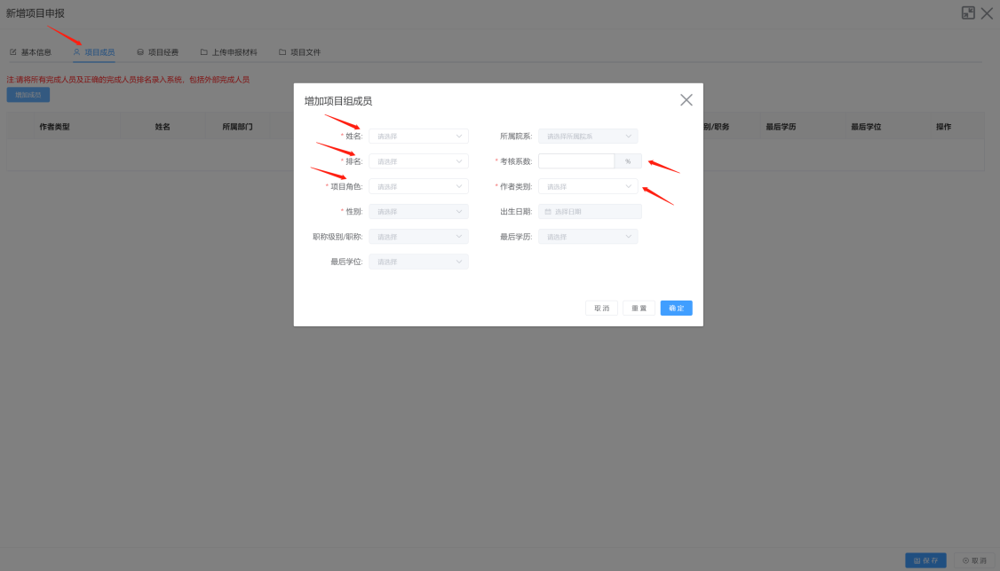 新增项目申报
基本信息 项目成员 项目经费 上传申报材料 项目文件
注:请将所有完成人员及正确的完成人员排名录入系统，包括外部完成人员
增加成员
作者类型 姓名 所属部门 别/职务 最后学历 最后学位 操作
增加项目组成员
* 姓名: 请选择 所属院系: 请选择所属院系
* 排名: 请选择 * 考核系数: %
* 项目角色: 请选择 * 作者类别: 请选择
* 性别: 请选择 出生日期: 选择日期
职称级别/职称: 请选择 最后学历: 请选择
最后学位: 请选择
取消 重置 确定
保存 取消